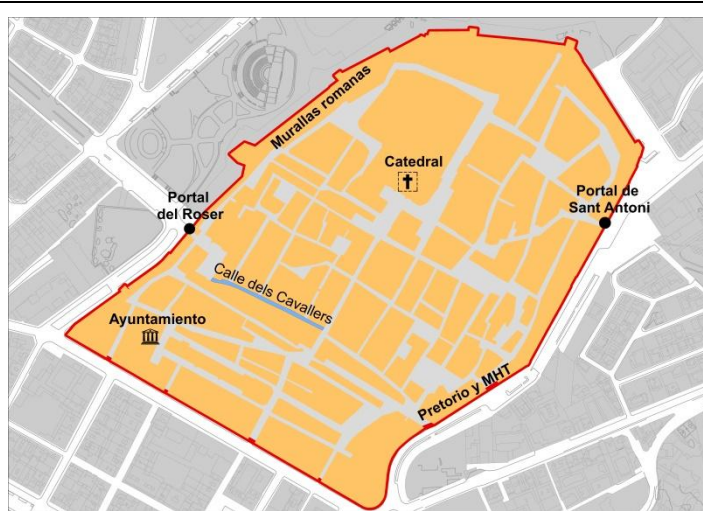 Murallas romanas
Catedral
Portal
del Roser
Portal de
Sant Antoni
Calle dels Cavallers
Ayuntamiento
Pretorio y MHT